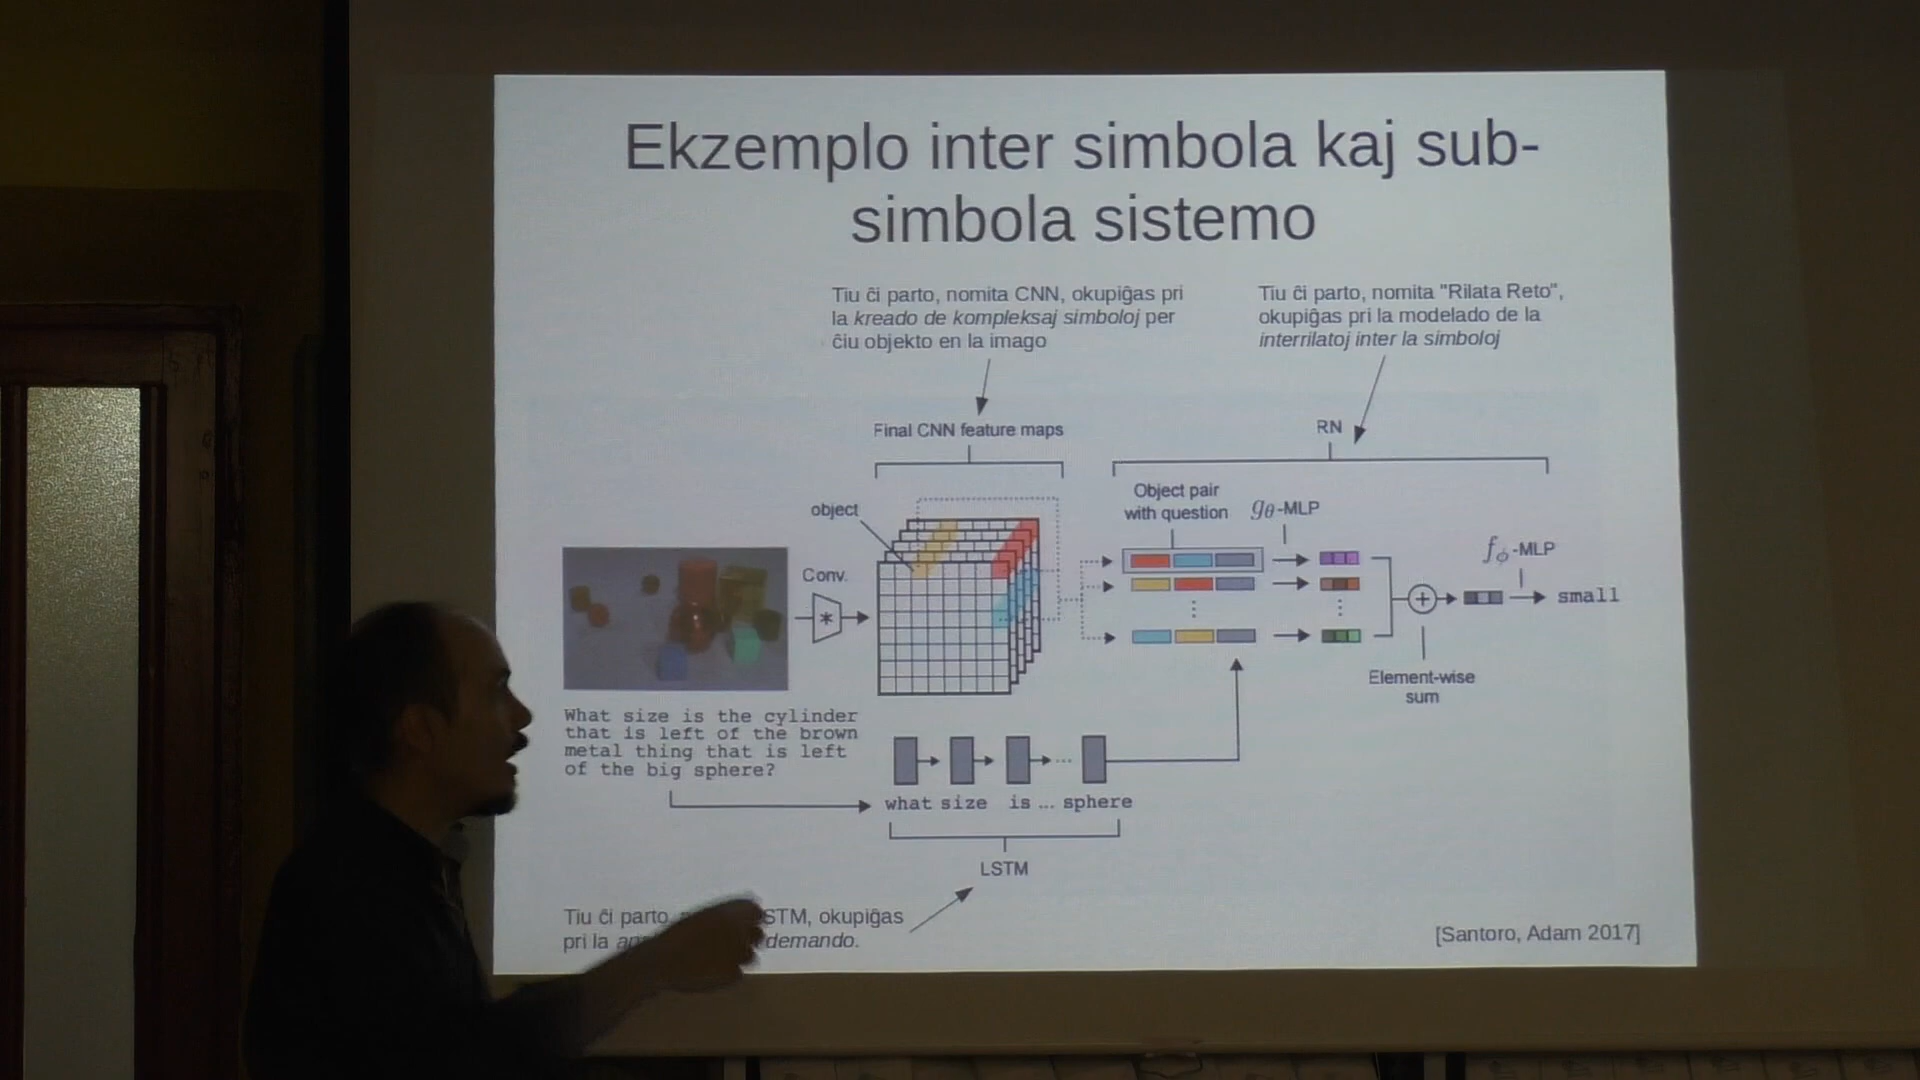 Ekzemplo inter simbola kaj sub-
simbola sistemo
Tiu ĉi parto, nomita CNN, okupiĝas pri
la kreado de kompleksaj simboloj per
ĉiu objekto en la imago
Tiu ĉi parto, nomita "Rilata Reto",
okupiĝas pri la modelado de la
interrilatoj inter la simboloj
Final CNN feature maps
RN
object
Object pair
with question
gθ-MLP
fϕ-MLP
Conv.
*
+
small
Element-wise
sum
What size is the cylinder
that is left of the brown
metal thing that is left
of the big sphere?
what size is ... sphere
LSTM
Tiu ĉi parto, STM, okupiĝas
pri la demando.
[Santoro, Adam 2017]